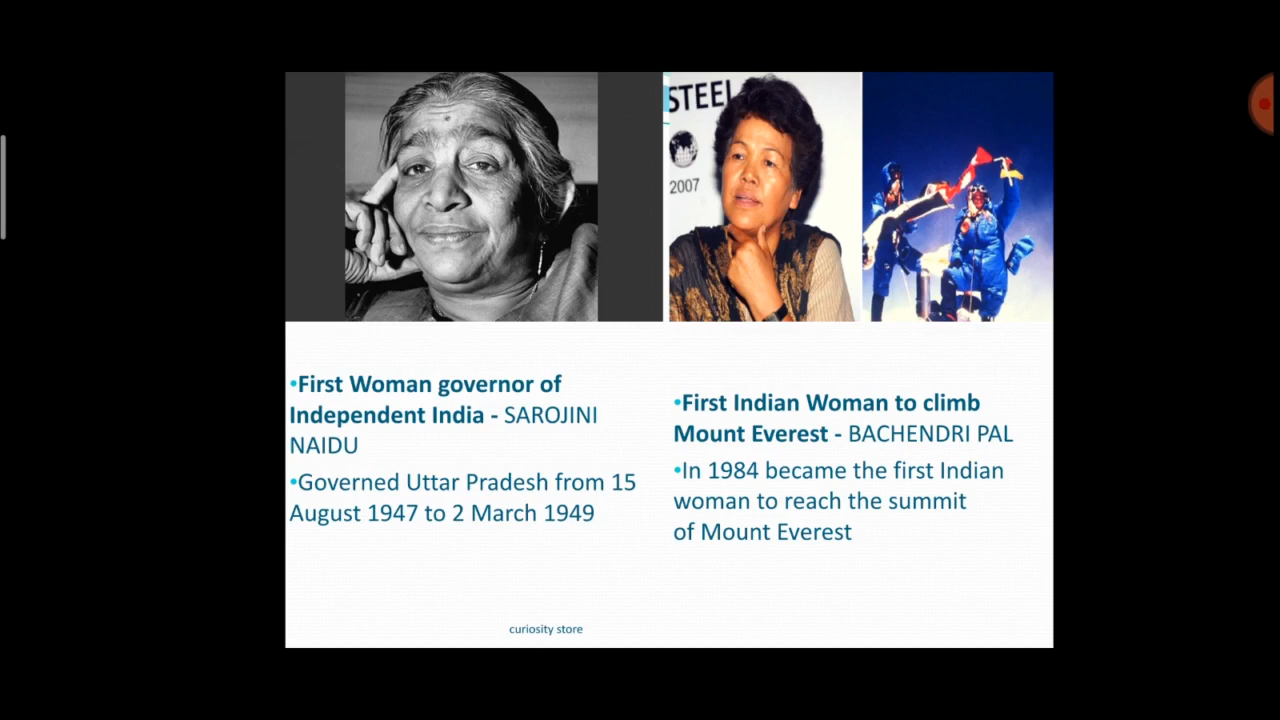 STEEL
2007
•First Woman governor of
Independent India - SAROJINI
NAIDU
•Governed Uttar Pradesh from 15
August 1947 to 2 March 1949
•First Indian Woman to climb
Mount Everest - BACHENDRI PAL
•In 1984 became the first Indian
woman to reach the summit
of Mount Everest
curiosity store